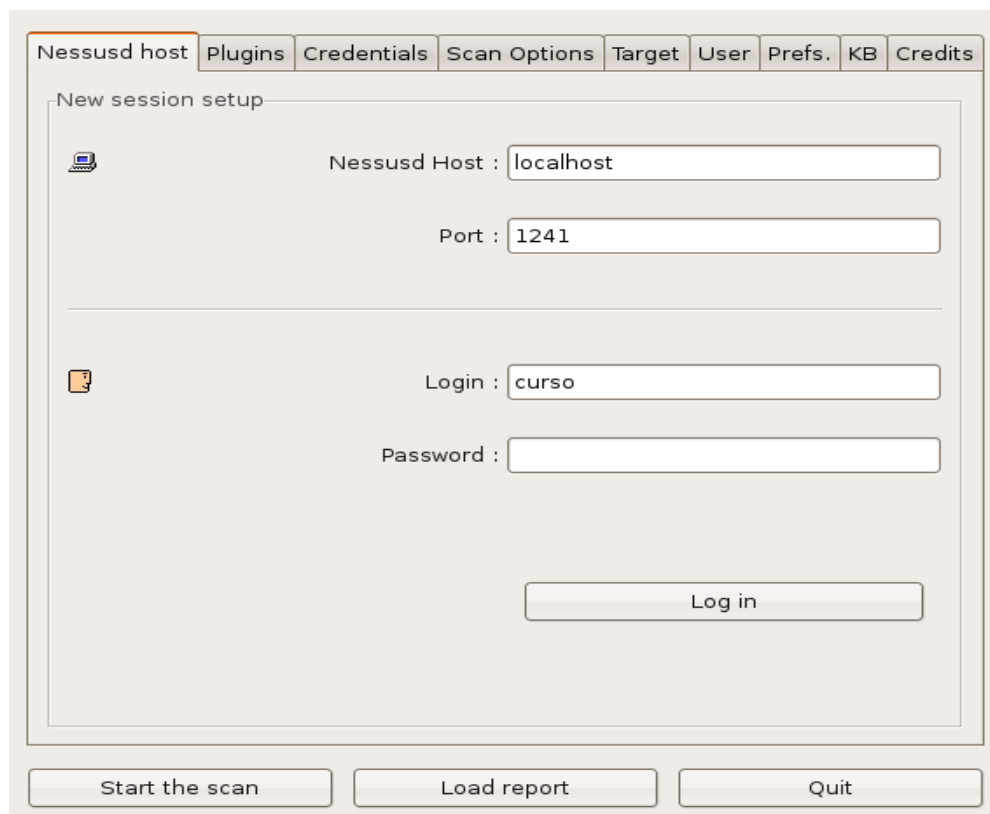 Nessusd host Plugins Credentials Scan Options Target User Prefs. KB Credits
New session setup
Nessusd Host : localhost
Port : 1241
Login : curso
Password :
Log in
Start the scan Load report Quit